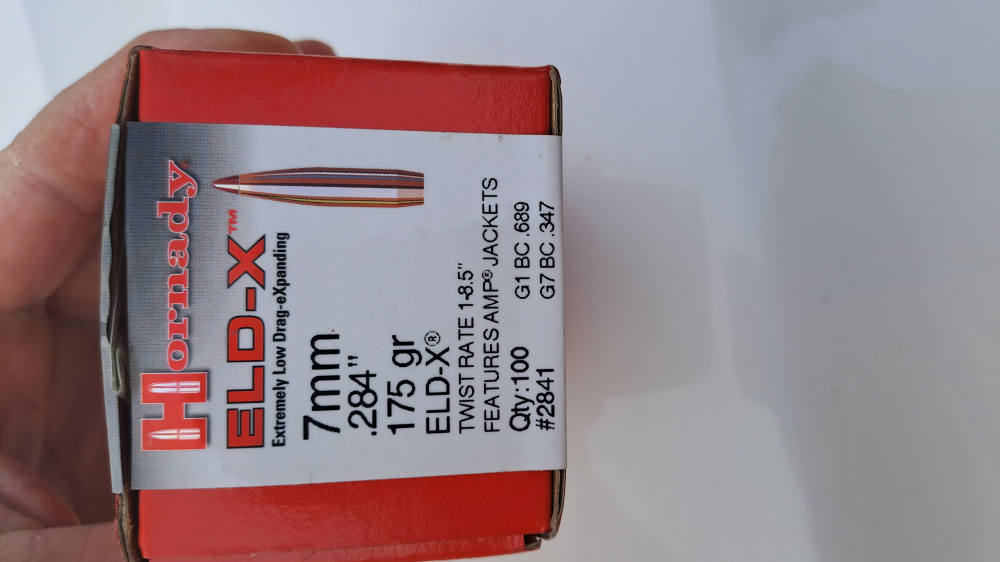 Hornady
ELD-X™
Extremely Low Drag-eXpanding
7mm
.284"
175 gr
ELD-X®
TWIST RATE 1-8.5"
FEATURES AMP® JACKETS
Qty:100 G1 BC .689
#2841 G7 BC .347